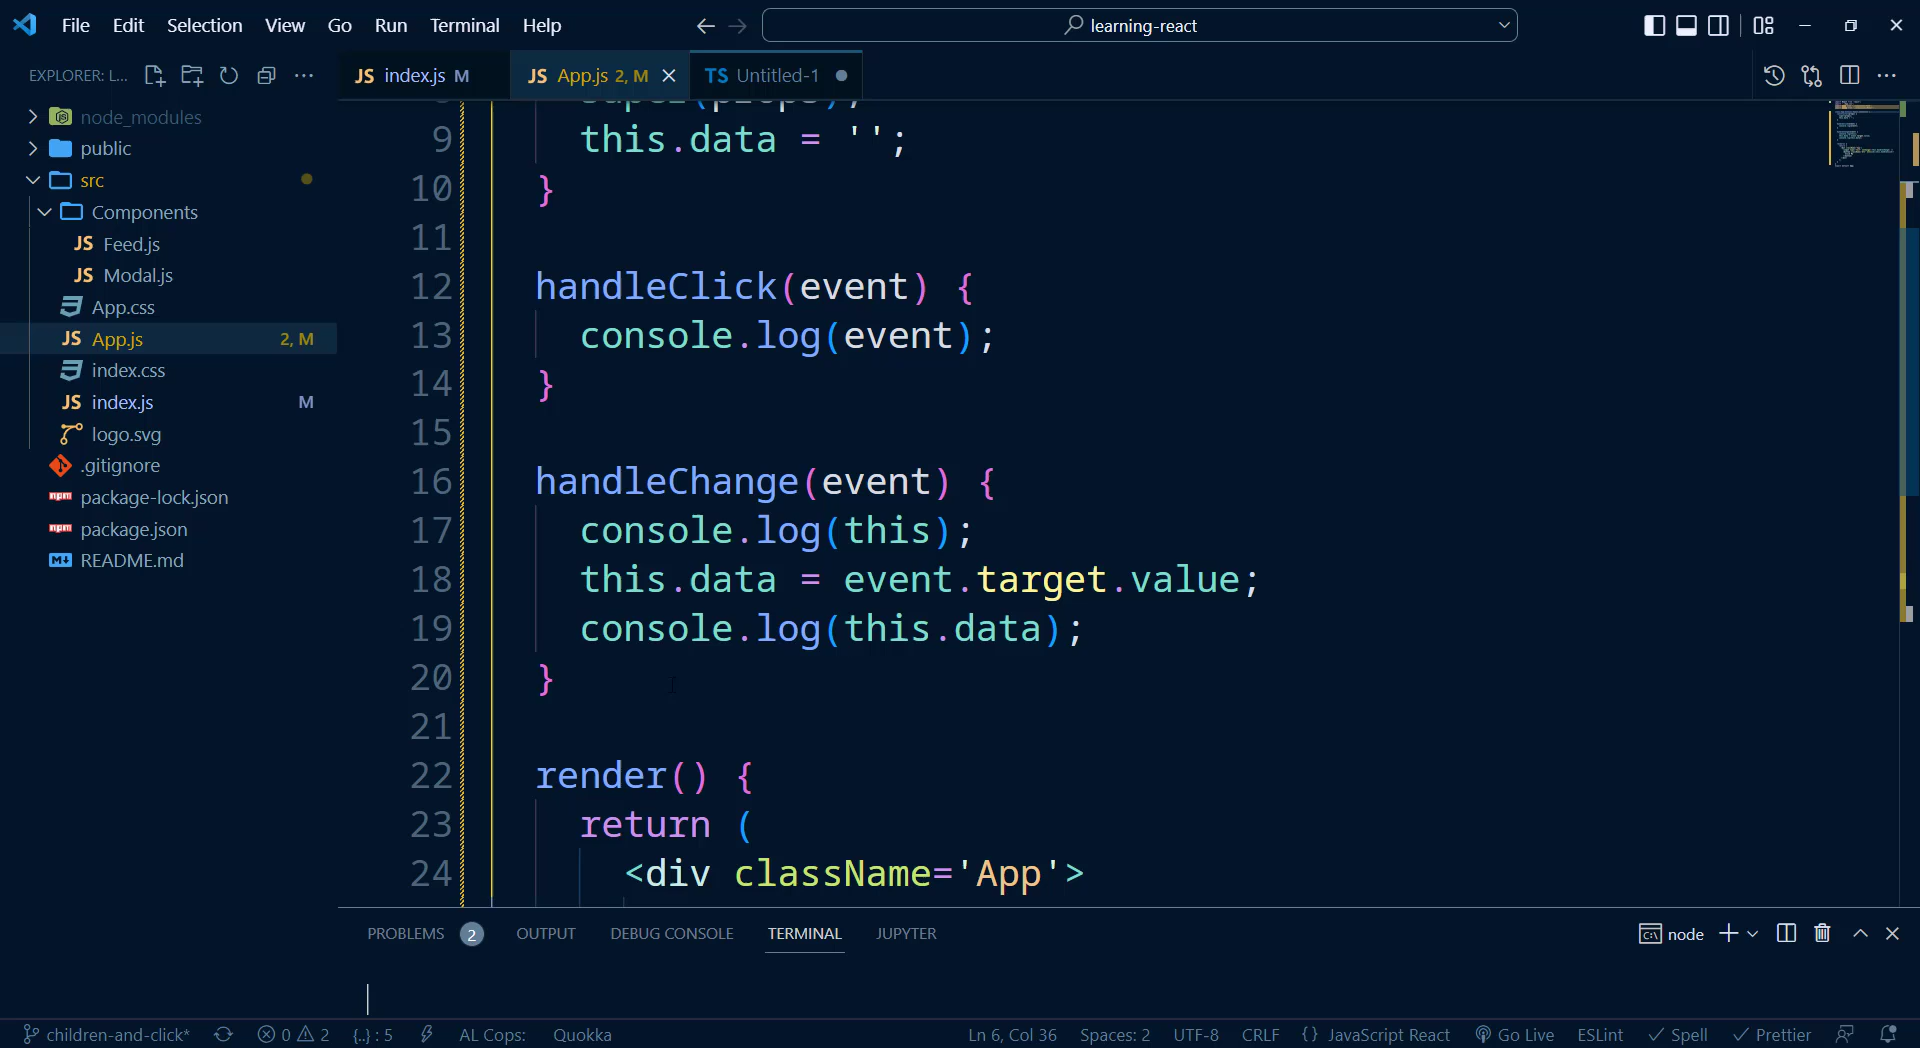 File Edit Selection View Go Run Terminal Help
learning-react
EXPLORER: L...
JS index.js M
JS App.js 2, M
TS Untitled-1
node_modules
public
src
Components
JS Feed.js
JS Modal.js
App.css
JS App.js 2, M
index.css
JS index.js M
logo.svg
.gitignore
npm package-lock.json
npm package.json
README.md
super(props);
9 this.data = '';
10 }
11
12 handleClick(event) {
13 console.log(event);
14 }
15
16 handleChange(event) {
17 console.log(this);
18 this.data = event.target.value;
19 console.log(this.data);
20 }
21
22 render() {
23 return (
24 <div className='App'>
PROBLEMS 2 OUTPUT DEBUG CONSOLE TERMINAL JUPYTER
node
children-and-click* 0 2 {..} : 5 AL Cops: Quokka
Ln 6, Col 36 Spaces: 2 UTF-8 CRLF {} JavaScript React Go Live ESLint Spell Prettier